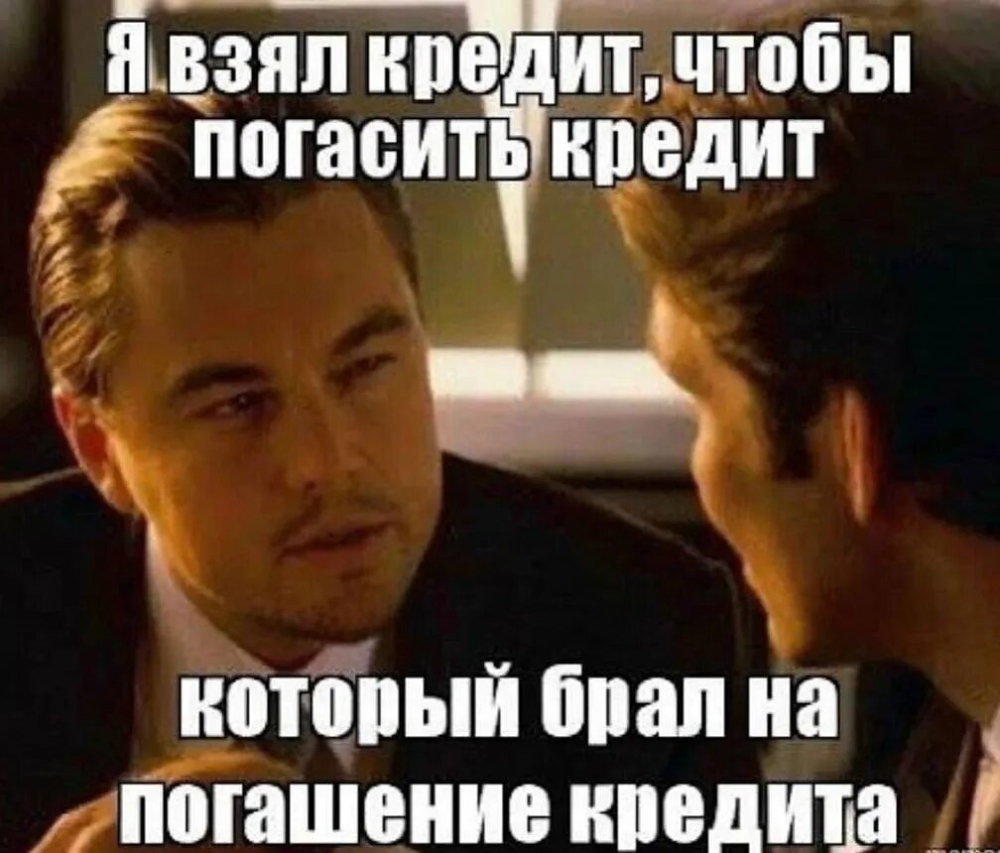 Я взял кредит, чтобы
погасить кредит
который брал на
погашение кредита